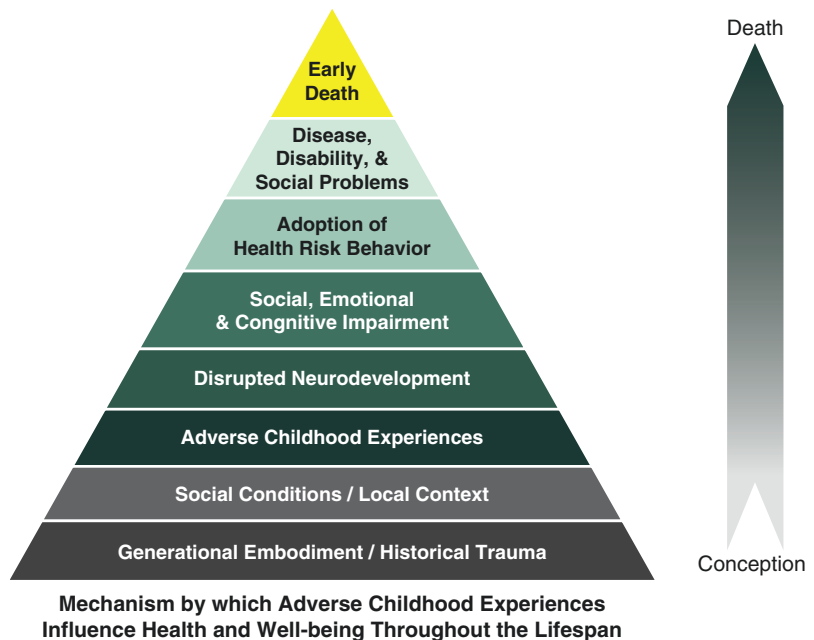 Death
Early
Death
Disease,
Disability, &
Social Problems
Adoption of
Health Risk Behavior
Social, Emotional
& Congnitive Impairment
Disrupted Neurodevelopment
Adverse Childhood Experiences
Social Conditions / Local Context
Generational Embodiment / Historical Trauma
Conception
Mechanism by which Adverse Childhood Experiences
Influence Health and Well-being Throughout the Lifespan